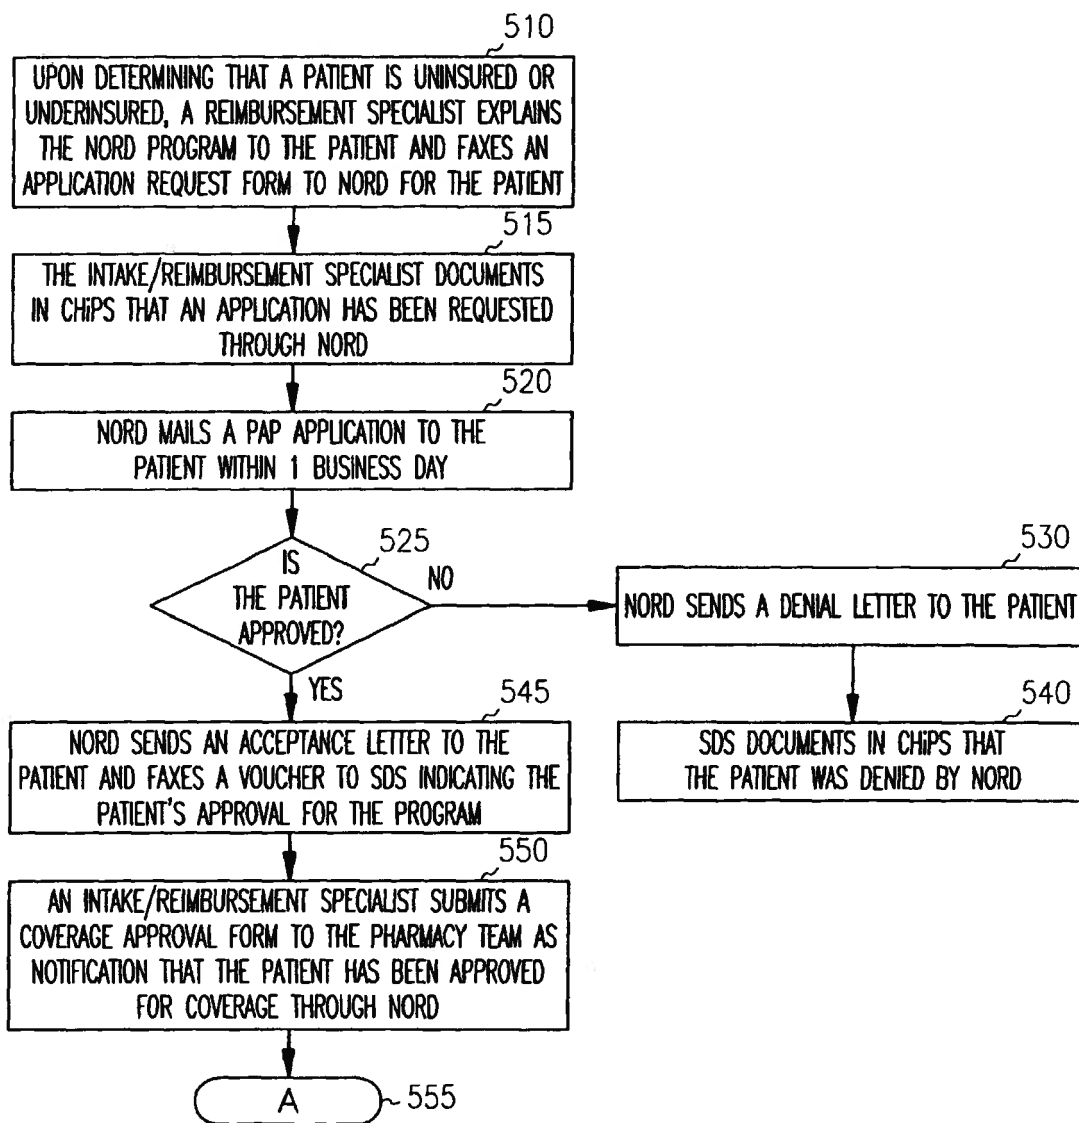 510
UPON DETERMINING THAT A PATIENT IS UNINSURED OR
UNDERINSURED, A REIMBURSEMENT SPECIALIST EXPLAINS
THE NORD PROGRAM TO THE PATIENT AND FAXES AN
APPLICATION REQUEST FORM TO NORD FOR THE PATIENT
515
THE INTAKE/REIMBURSEMENT SPECIALIST DOCUMENTS
IN CHiPS THAT AN APPLICATION HAS BEEN REQUESTED
THROUGH NORD
520
NORD MAILS A PAP APPLICATION TO THE
PATIENT WITHIN 1 BUSINESS DAY
525
IS
THE PATIENT
APPROVED?
NO
530
NORD SENDS A DENIAL LETTER TO THE PATIENT
540
SDS DOCUMENTS IN CHiPS THAT
THE PATIENT WAS DENIED BY NORD
YES
545
NORD SENDS AN ACCEPTANCE LETTER TO THE
PATIENT AND FAXES A VOUCHER TO SDS INDICATING THE
PATIENT'S APPROVAL FOR THE PROGRAM
550
AN INTAKE/REIMBURSEMENT SPECIALIST SUBMITS A
COVERAGE APPROVAL FORM TO THE PHARMACY TEAM AS
NOTIFICATION THAT THE PATIENT HAS BEEN APPROVED
FOR COVERAGE THROUGH NORD
A
555